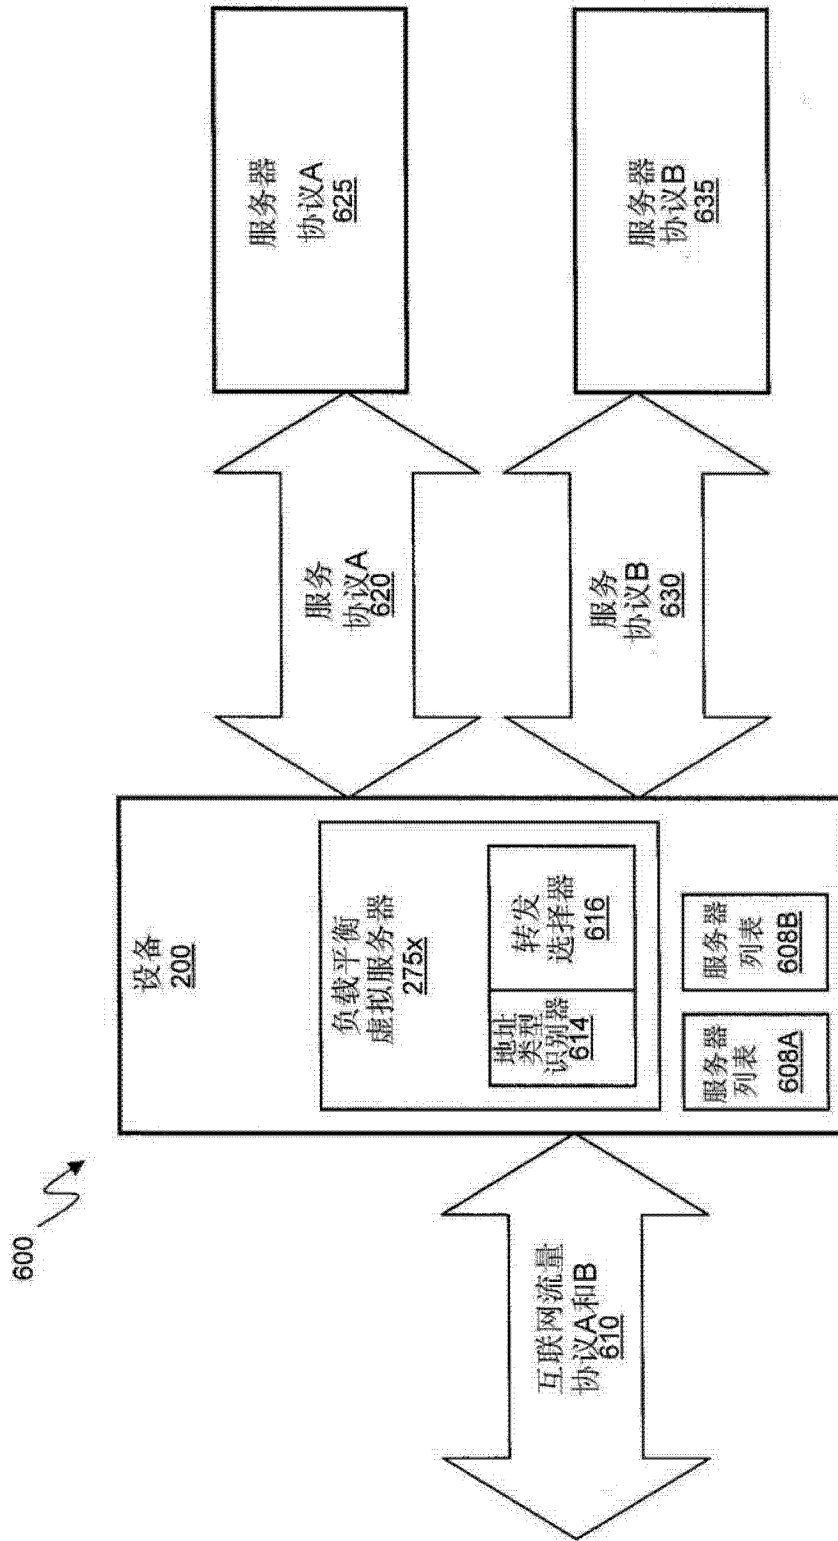 600
互联网流量
协议A和B
610
设备
200
负载平衡
虚拟服务器
275x
地址
类型
识别器
614
转发
选择器
616
服务器
列表
608A
服务器
列表
608B
服务
协议A
620
服务
协议B
630
服务器
协议A
625
服务器
协议B
635